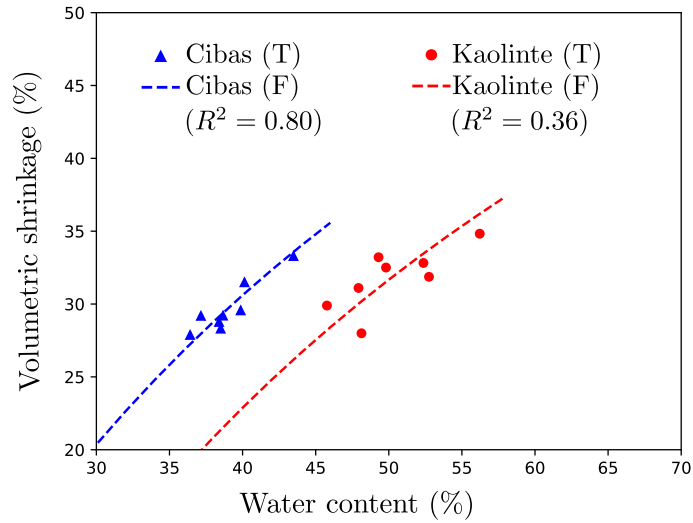 50
45
40
35
30
25
20
30 35 40 45 50 55 60 65 70
Volumetric shrinkage (%)
Water content (%)
Cibas (T)
Cibas (F)
(R² = 0.80)
Kaolinte (T)
Kaolinte (F)
(R² = 0.36)